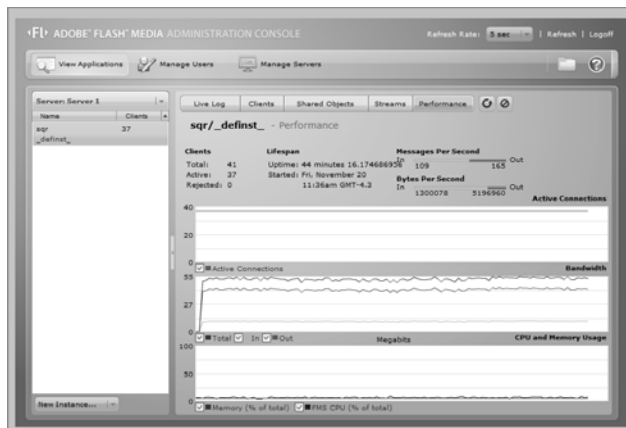 FL ADOBE® FLASH® MEDIA ADMINISTRATION CONSOLE
Refresh Rate: 5 sec | Refresh | Logoff
View Applications Manage Users Manage Servers
Server: Server 1
Name Clients
sqr 37
_definst_
New Instance...
Live Log Clients Shared Objects Streams Performance
sqr/_definst_ - Performance
Clients
Total: 41
Active: 37
Rejected: 0
Lifespan
Uptime: 44 minutes 16.174686956
Started: Fri, November 20
11:36am GMT-4.3
Messages Per Second
In 109 165 Out
Bytes Per Second
In 1300078 5196960 Out
Active Connections
40
20
0
Active Connections
Bandwidth
55
27
0
Total In Out
Megabits
CPU and Memory Usage
100
50
0
Memory (% of total) FMS CPU (% of total)